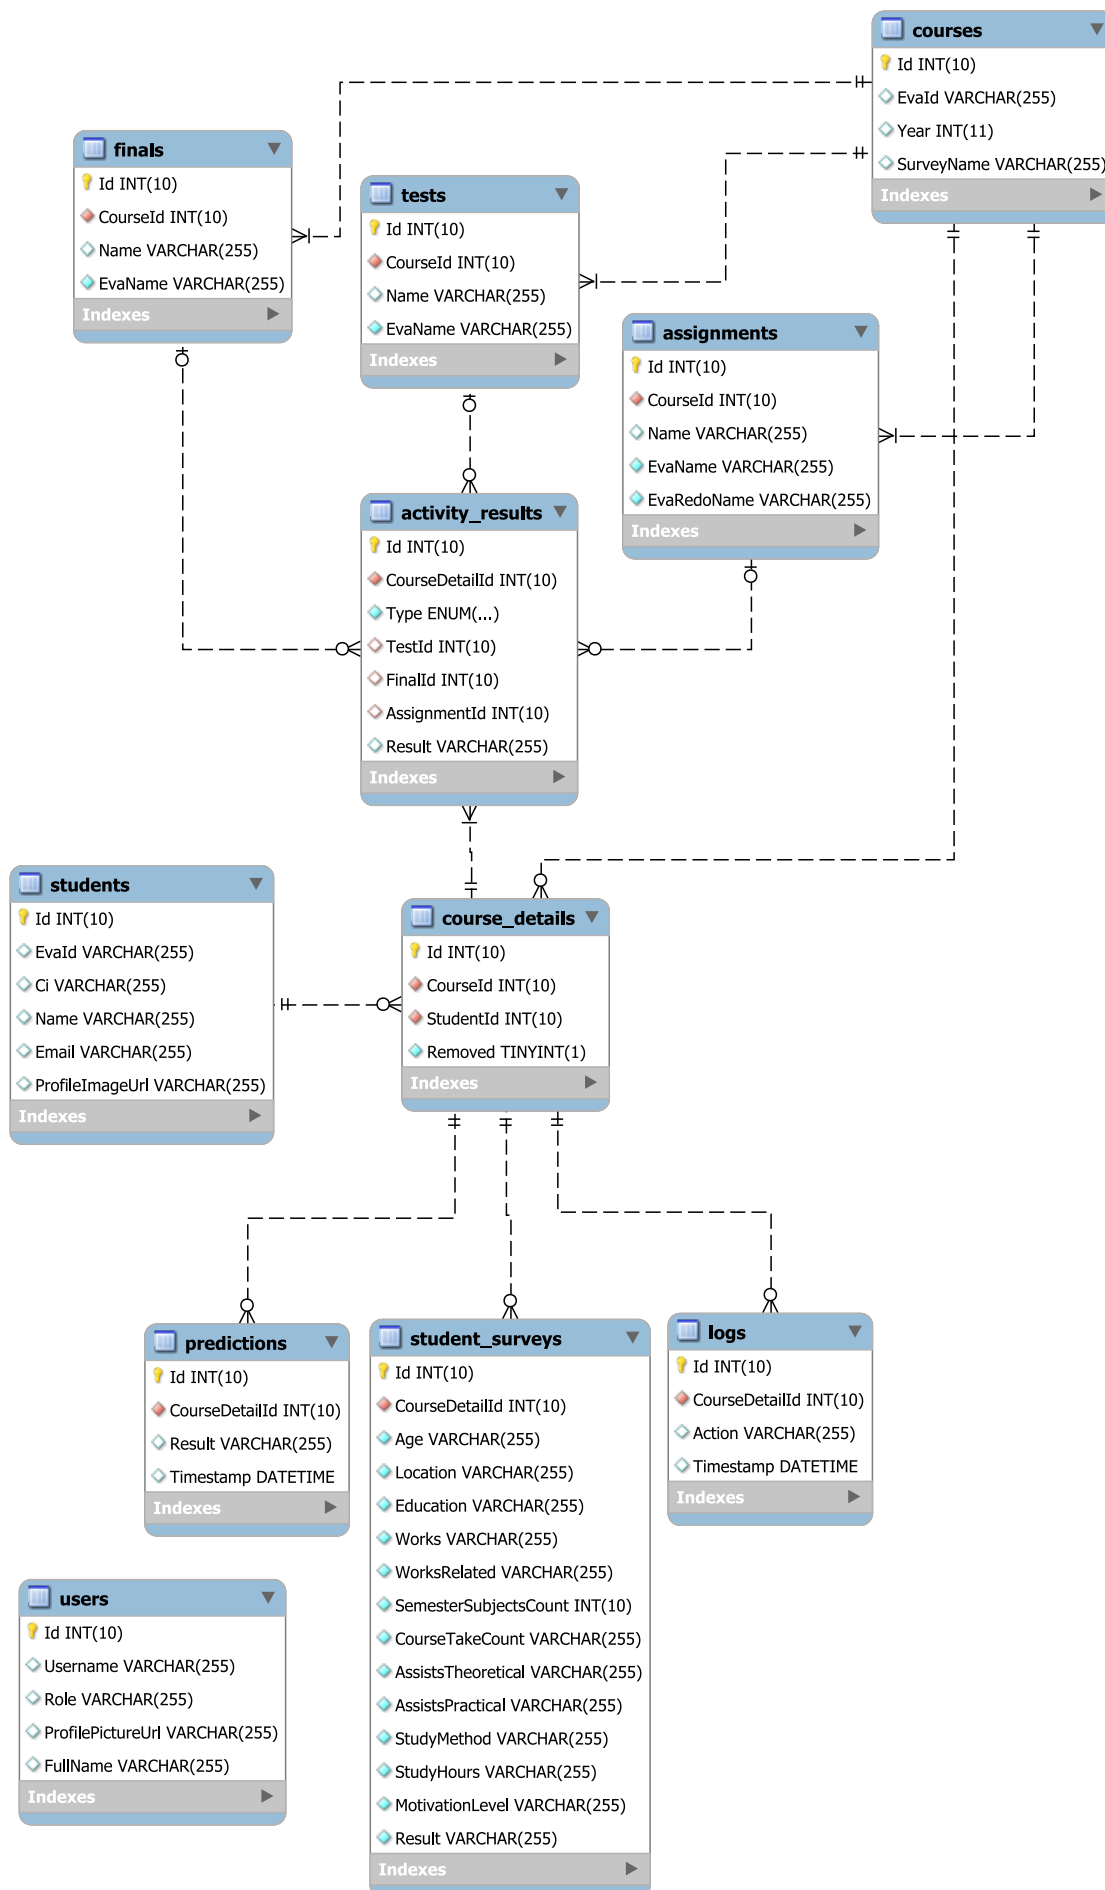 courses
Id INT(10)
EvaId VARCHAR(255)
Year INT(11)
SurveyName VARCHAR(255)
Indexes
finals
Id INT(10)
CourseId INT(10)
Name VARCHAR(255)
EvaName VARCHAR(255)
Indexes
tests
Id INT(10)
CourseId INT(10)
Name VARCHAR(255)
EvaName VARCHAR(255)
Indexes
assignments
Id INT(10)
CourseId INT(10)
Name VARCHAR(255)
EvaName VARCHAR(255)
EvaRedoName VARCHAR(255)
Indexes
activity_results
Id INT(10)
CourseDetailId INT(10)
Type ENUM(...)
TestId INT(10)
FinalId INT(10)
AssignmentId INT(10)
Result VARCHAR(255)
Indexes
students
Id INT(10)
EvaId VARCHAR(255)
Ci VARCHAR(255)
Name VARCHAR(255)
Email VARCHAR(255)
ProfileImageUrl VARCHAR(255)
Indexes
course_details
Id INT(10)
CourseId INT(10)
StudentId INT(10)
Removed TINYINT(1)
Indexes
predictions
Id INT(10)
CourseDetailId INT(10)
Result VARCHAR(255)
Timestamp DATETIME
Indexes
student_surveys
Id INT(10)
CourseDetailId INT(10)
Age VARCHAR(255)
Location VARCHAR(255)
Education VARCHAR(255)
Works VARCHAR(255)
WorksRelated VARCHAR(255)
SemesterSubjectsCount INT(10)
CourseTakeCount VARCHAR(255)
AssistsTheoretical VARCHAR(255)
AssistsPractical VARCHAR(255)
StudyMethod VARCHAR(255)
StudyHours VARCHAR(255)
MotivationLevel VARCHAR(255)
Result VARCHAR(255)
Indexes
logs
Id INT(10)
CourseDetailId INT(10)
Action VARCHAR(255)
Timestamp DATETIME
Indexes
users
Id INT(10)
Username VARCHAR(255)
Role VARCHAR(255)
ProfilePictureUrl VARCHAR(255)
FullName VARCHAR(255)
Indexes